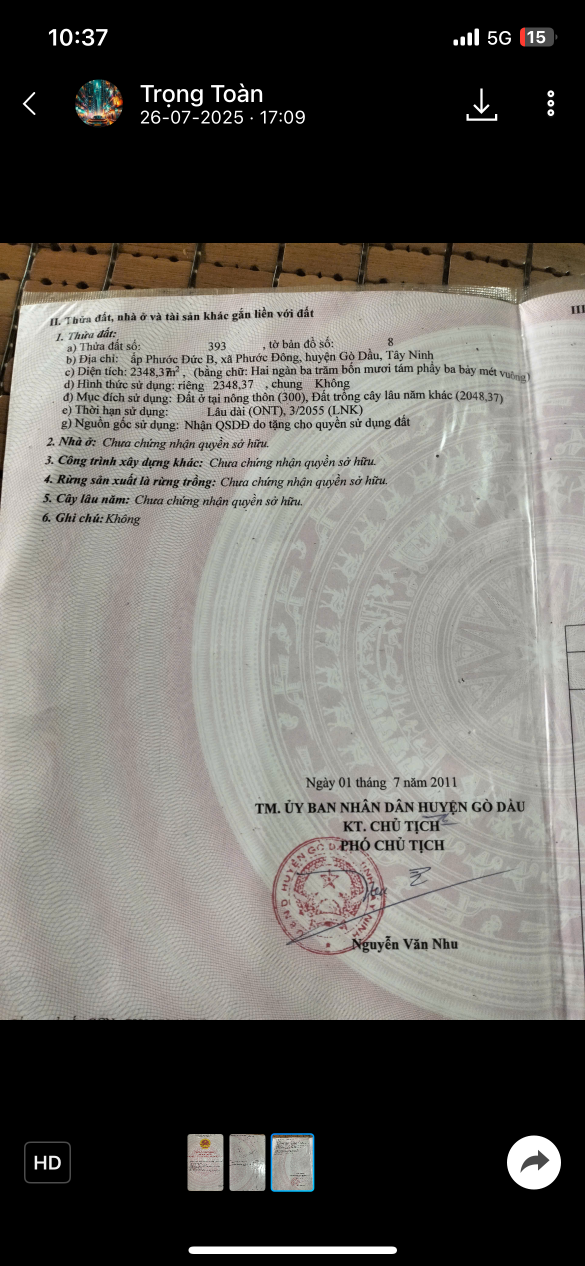 10:37
5G 15
Trọng Toàn
26-07-2025 · 17:09
II. Thửa đất, nhà ở và tài sản khác gắn liền với đất
III
1. Thửa đất:
a) Thửa đất số: 393 , tờ bản đồ số: 8
b) Địa chỉ: ấp Phước Đức B, xã Phước Đông, huyện Gò Dầu, Tây Ninh
c) Diện tích: 2348,37m², (bằng chữ: Hai ngàn ba trăm bốn mươi tám phẩy ba bảy mét vuông)
d) Hình thức sử dụng: riêng 2348,37 , chung Không
đ) Mục đích sử dụng: Đất ở tại nông thôn (300), Đất trồng cây lâu năm khác (2048,37)
e) Thời hạn sử dụng: Lâu dài (ONT), 3/2055 (LNK)
g) Nguồn gốc sử dụng: Nhận QSDĐ do tặng cho quyền sử dụng đất
2. Nhà ở: Chưa chứng nhận quyền sở hữu.
3. Công trình xây dựng khác: Chưa chứng nhận quyền sở hữu.
4. Rừng sản xuất là rừng trồng: Chưa chứng nhận quyền sở hữu.
5. Cây lâu năm: Chưa chứng nhận quyền sở hữu.
6. Ghi chú: Không
Ngày 01 tháng 7 năm 2011
TM. ỦY BAN NHÂN DÂN HUYỆN GÒ DẦU
KT. CHỦ TỊCH
PHÓ CHỦ TỊCH
U.B.N.D HUYỆN GÒ DẦU TỈNH TÂY NINH
Nguyễn Văn Nhu
HD